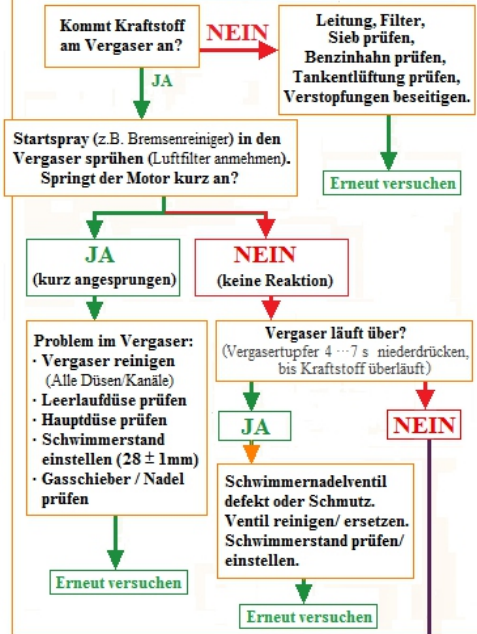 Kommt Kraftstoff
am Vergaser an?
NEIN
Leitung, Filter,
Sieb prüfen,
Benzinhahn prüfen,
Tankentlüftung prüfen,
Verstopfungen beseitigen.
JA
Erneut versuchen
Startspray (z.B. Bremsenreiniger) in den
Vergaser sprühen (Luftfilter anmehmen).
Springt der Motor kurz an?
JA
(kurz angesprungen)
NEIN
(keine Reaktion)
Problem im Vergaser:
· Vergaser reinigen
(Alle Düsen/Kanäle)
· Leerlaufdüse prüfen
· Hauptdüse prüfen
· Schwimmerstand
einstellen (28 ± 1mm)
· Gasschieber / Nadel
prüfen
Erneut versuchen
Vergaser läuft über?
(Vergasertupfer 4 ··· 7 s niederdrücken,
bis Kraftstoff überläuft)
JA
NEIN
Schwimmernadelventil
defekt oder Schmutz.
Ventil reinigen/ ersetzen.
Schwimmerstand prüfen/
einstellen.
Erneut versuchen